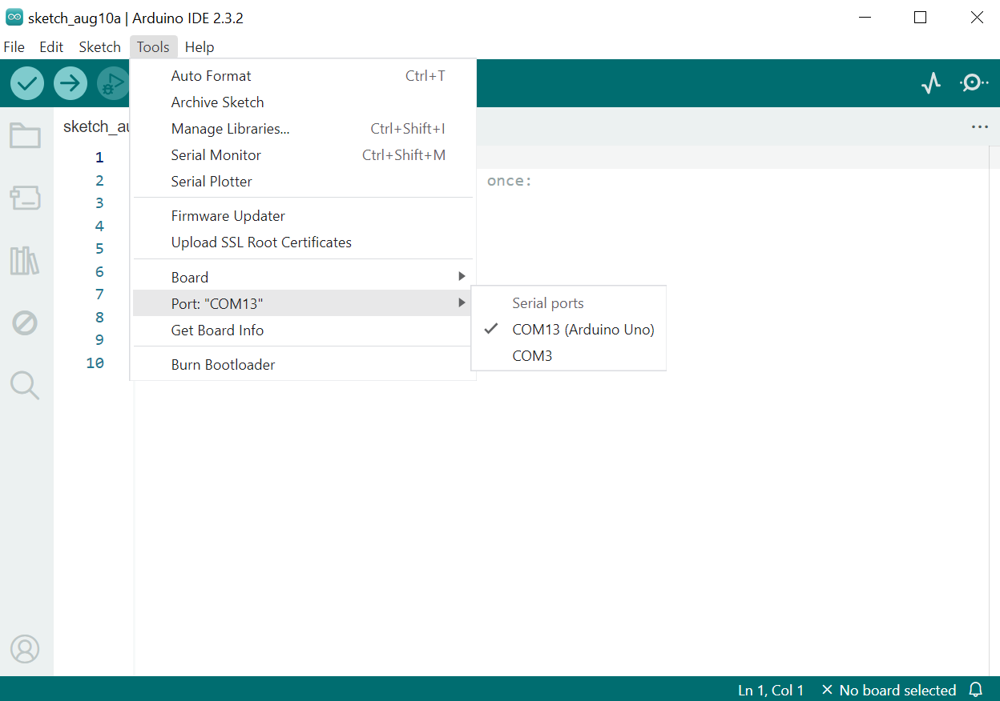 sketch_aug10a | Arduino IDE 2.3.2
File Edit Sketch Tools Help
Auto Format Ctrl+T
Archive Sketch
Manage Libraries... Ctrl+Shift+I
Serial Monitor Ctrl+Shift+M
Serial Plotter
Firmware Updater
Upload SSL Root Certificates
Board
Port: "COM13"
Get Board Info
Burn Bootloader
Serial ports
COM13 (Arduino Uno)
COM3
sketch_au
1
2 once:
3
4
5
6
7
8
9
10
Ln 1, Col 1 No board selected